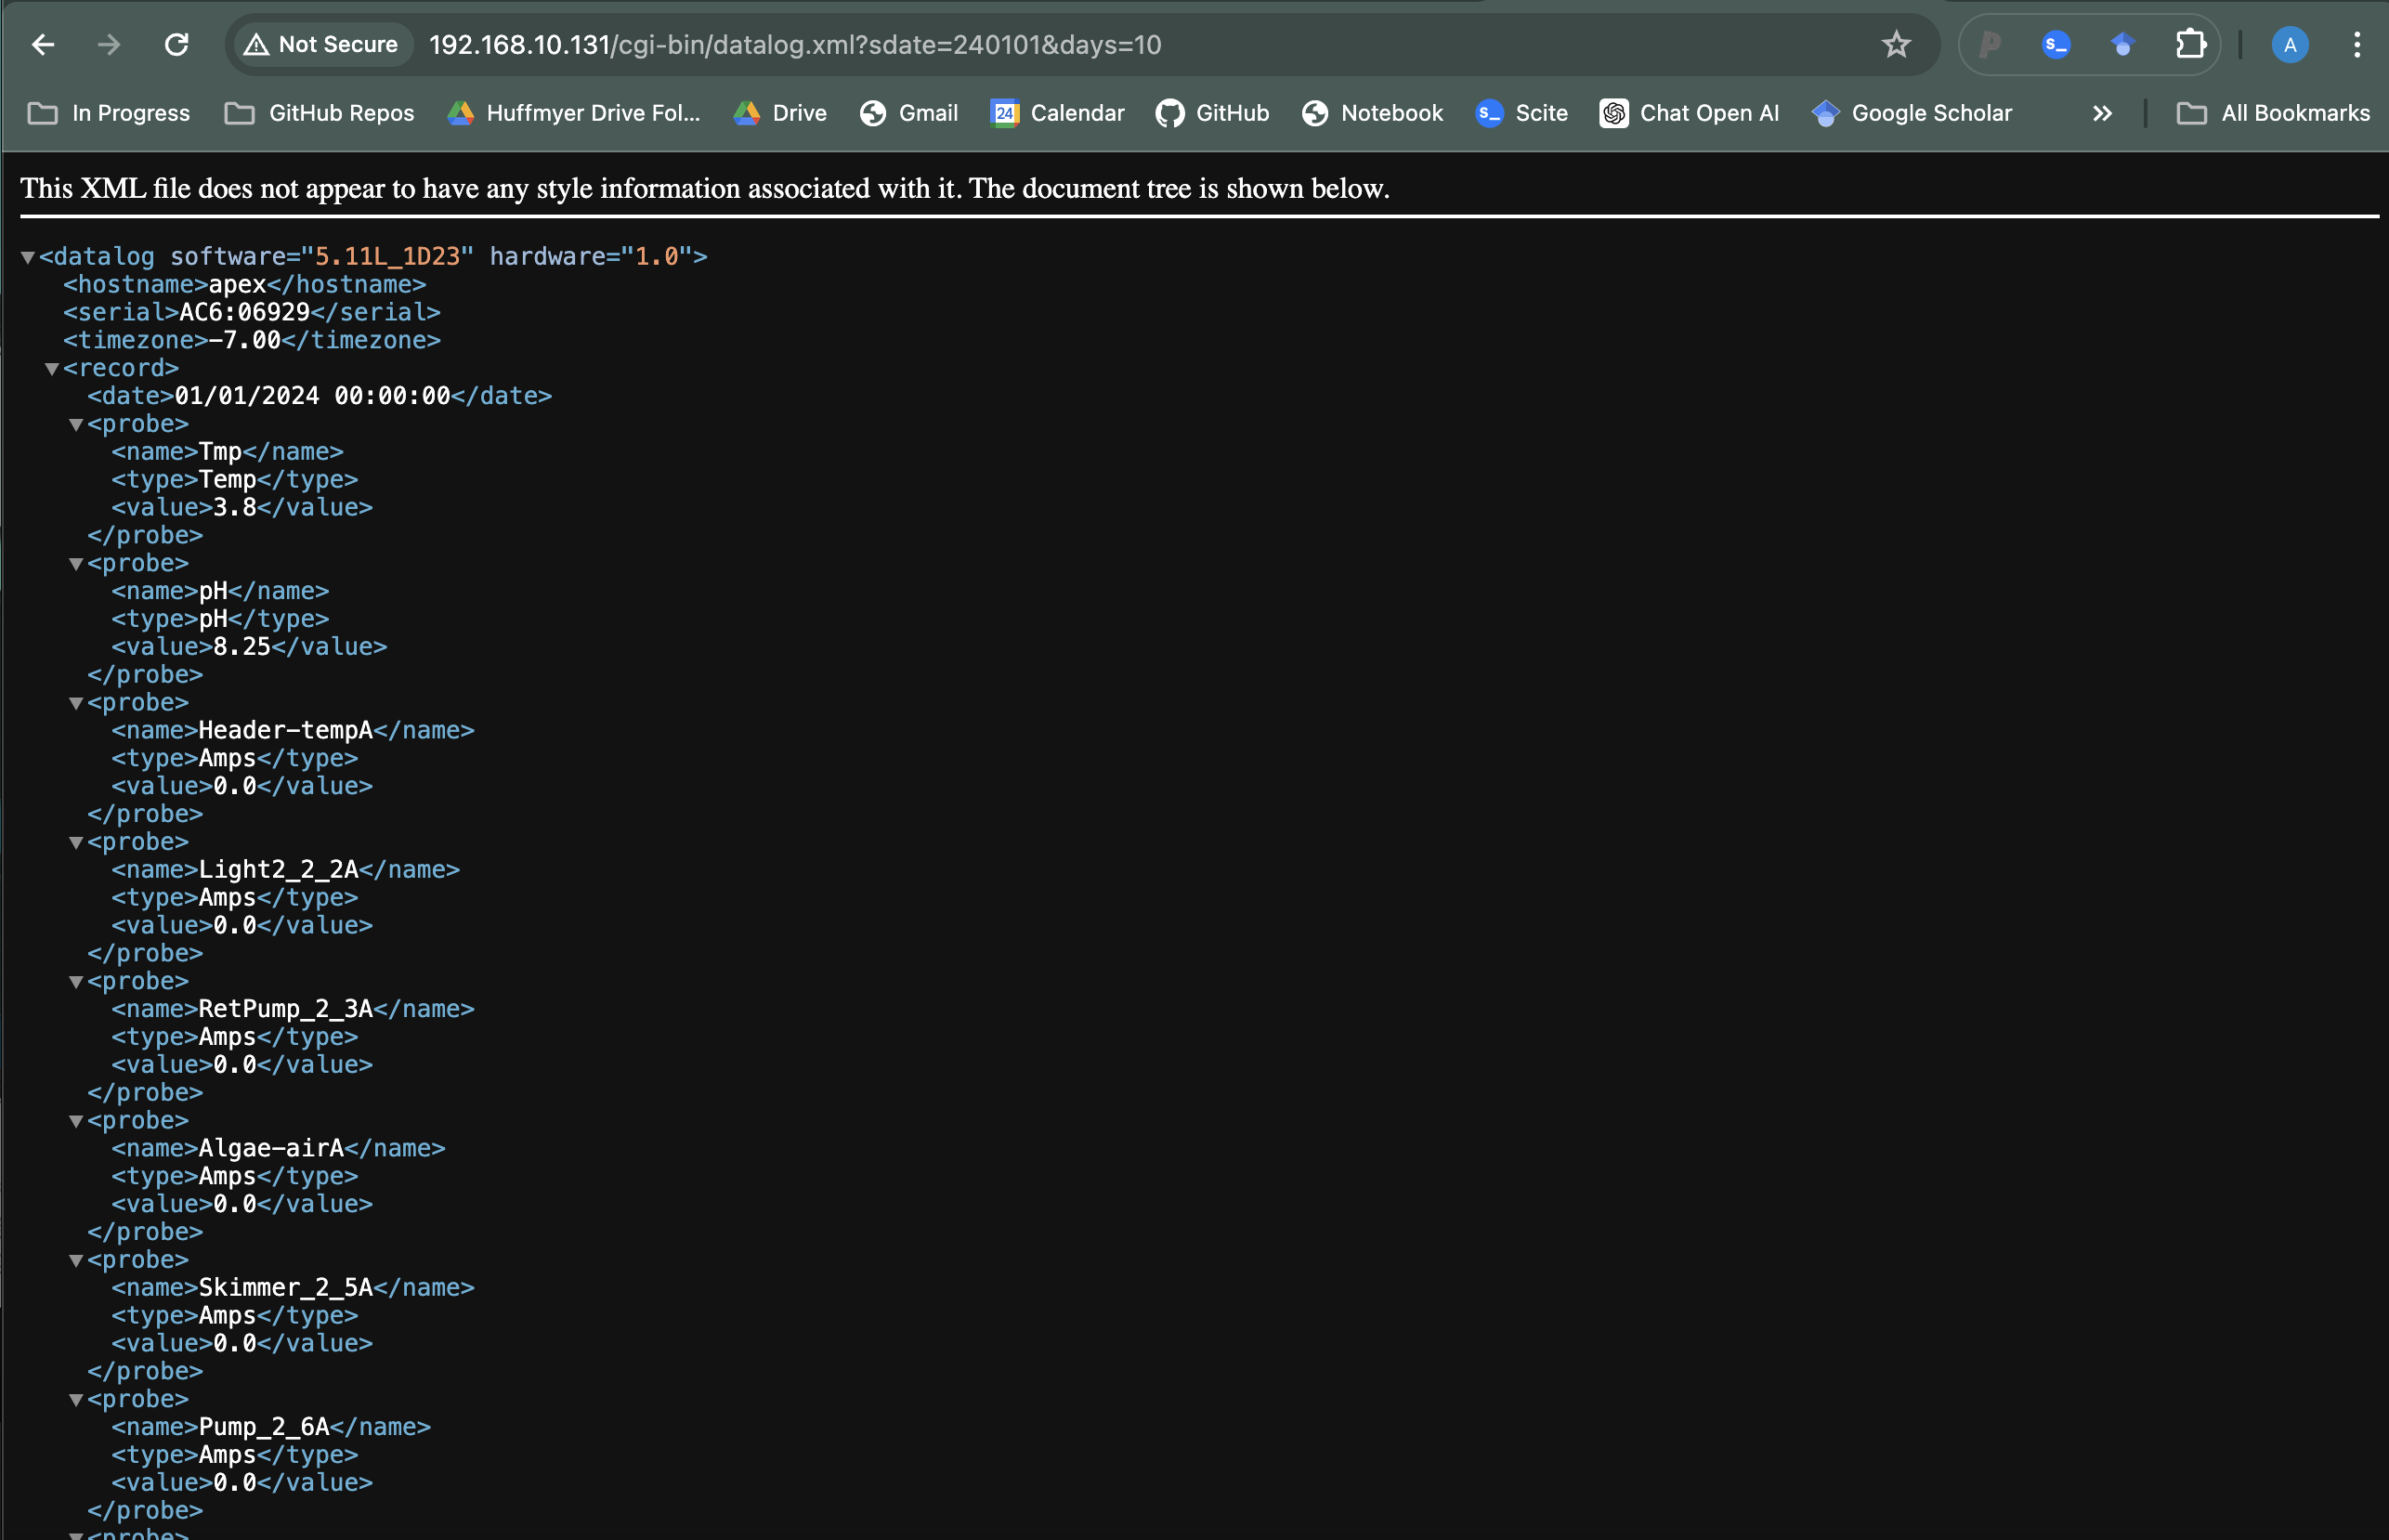 Not Secure 192.168.10.131/cgi-bin/datalog.xml?sdate=240101&days=10 S_ A
In Progress GitHub Repos Huffmyer Drive Fol... Drive Gmail 24 Calendar GitHub Notebook S_ Scite Chat Open AI Google Scholar » All Bookmarks
This XML file does not appear to have any style information associated with it. The document tree is shown below.
▼<datalog software="5.11L_1D23" hardware="1.0">
<hostname>apex</hostname>
<serial>AC6:06929</serial>
<timezone>-7.00</timezone>
▼<record>
<date>01/01/2024 00:00:00</date>
▼<probe>
<name>Tmp</name>
<type>Temp</type>
<value>3.8</value>
</probe>
▼<probe>
<name>pH</name>
<type>pH</type>
<value>8.25</value>
</probe>
▼<probe>
<name>Header-tempA</name>
<type>Amps</type>
<value>0.0</value>
</probe>
▼<probe>
<name>Light2_2_2A</name>
<type>Amps</type>
<value>0.0</value>
</probe>
▼<probe>
<name>RetPump_2_3A</name>
<type>Amps</type>
<value>0.0</value>
</probe>
▼<probe>
<name>Algae-airA</name>
<type>Amps</type>
<value>0.0</value>
</probe>
▼<probe>
<name>Skimmer_2_5A</name>
<type>Amps</type>
<value>0.0</value>
</probe>
▼<probe>
<name>Pump_2_6A</name>
<type>Amps</type>
<value>0.0</value>
</probe>
▼<probe>